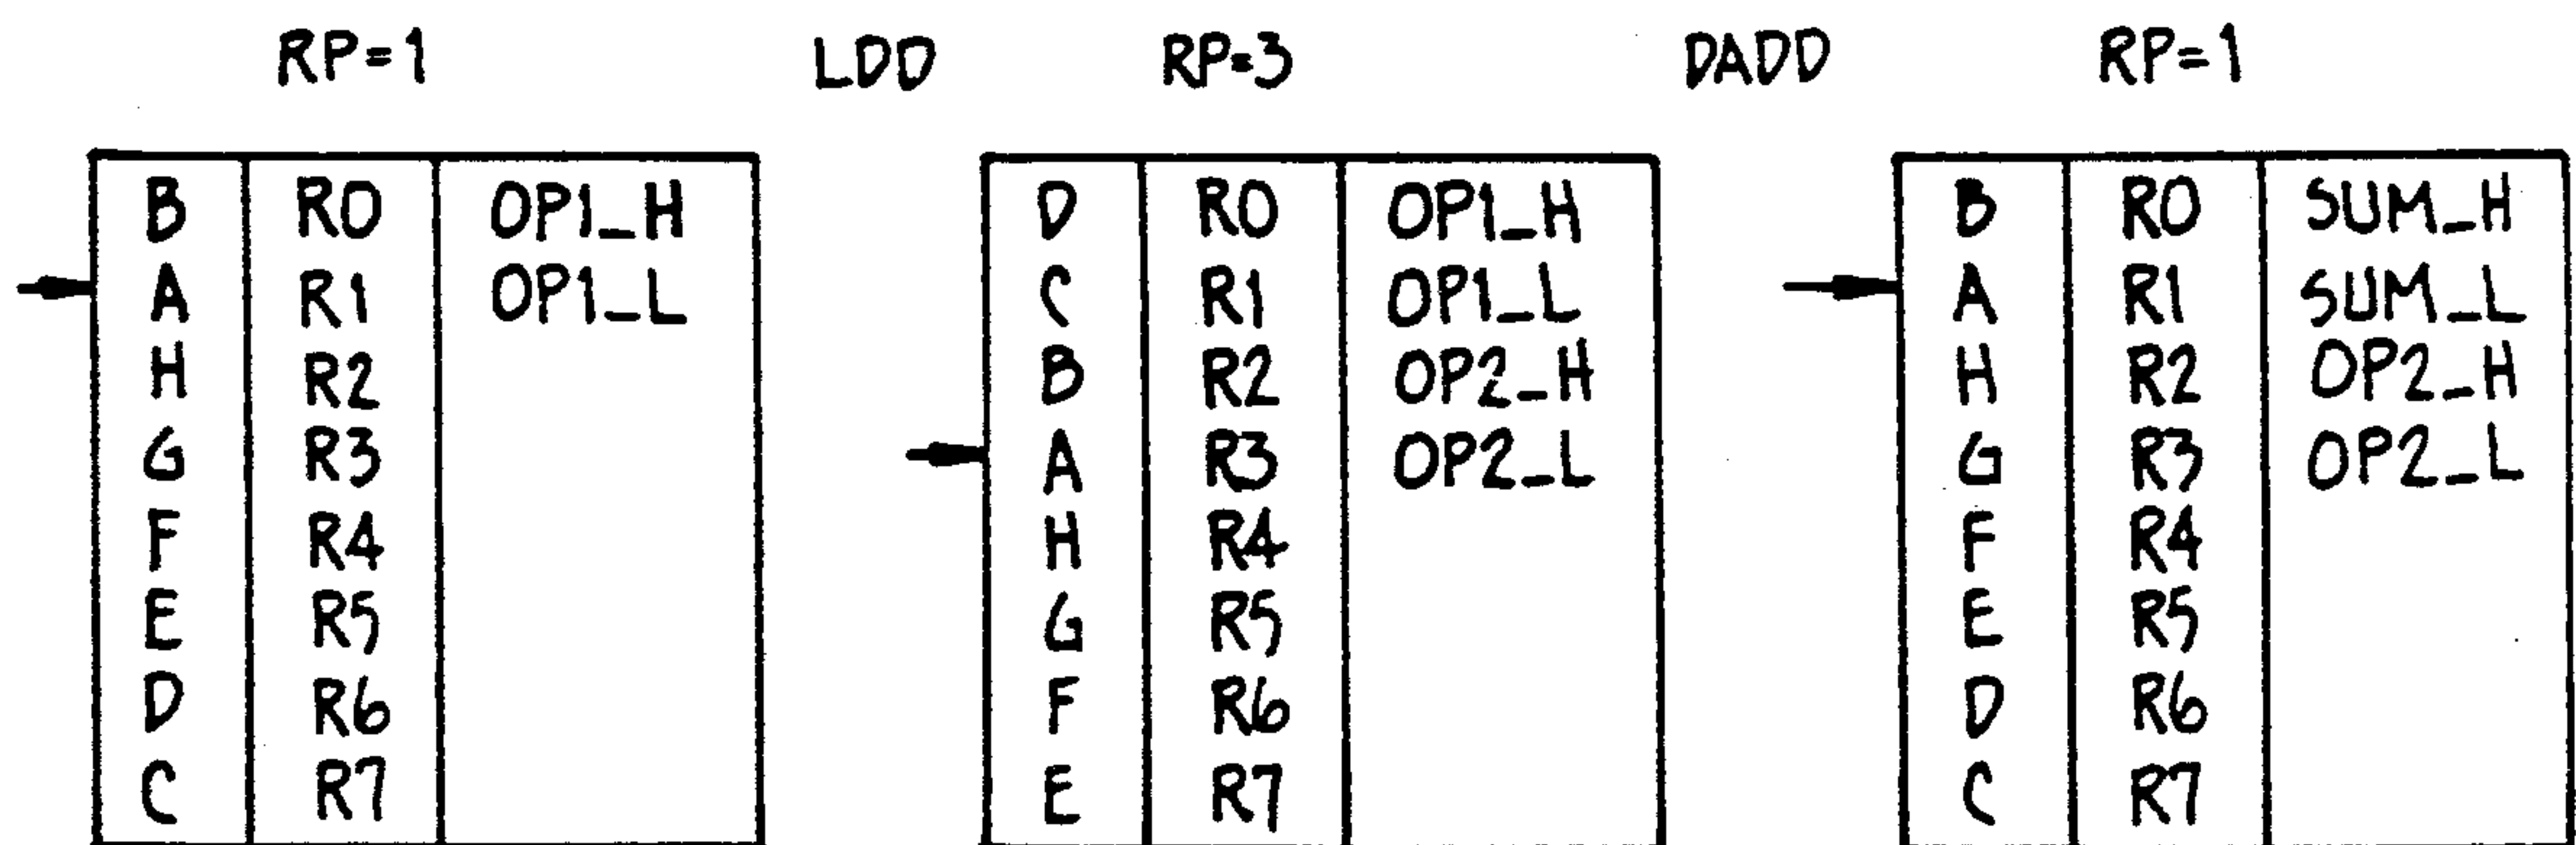 RP=1 LDD RP=3 DADD RP=1
B R0 OP1_H D R0 OP1_H B R0 SUM_H
A R1 OP1_L C R1 OP1_L A R1 SUM_L
H R2 B R2 OP2_H H R2 OP2_H
G R3 A R3 OP2_L G R3 OP2_L
F R4 H R4 F R4
E R5 G R5 E R5
D R6 F R6 D R6
C R7 E R7 C R7